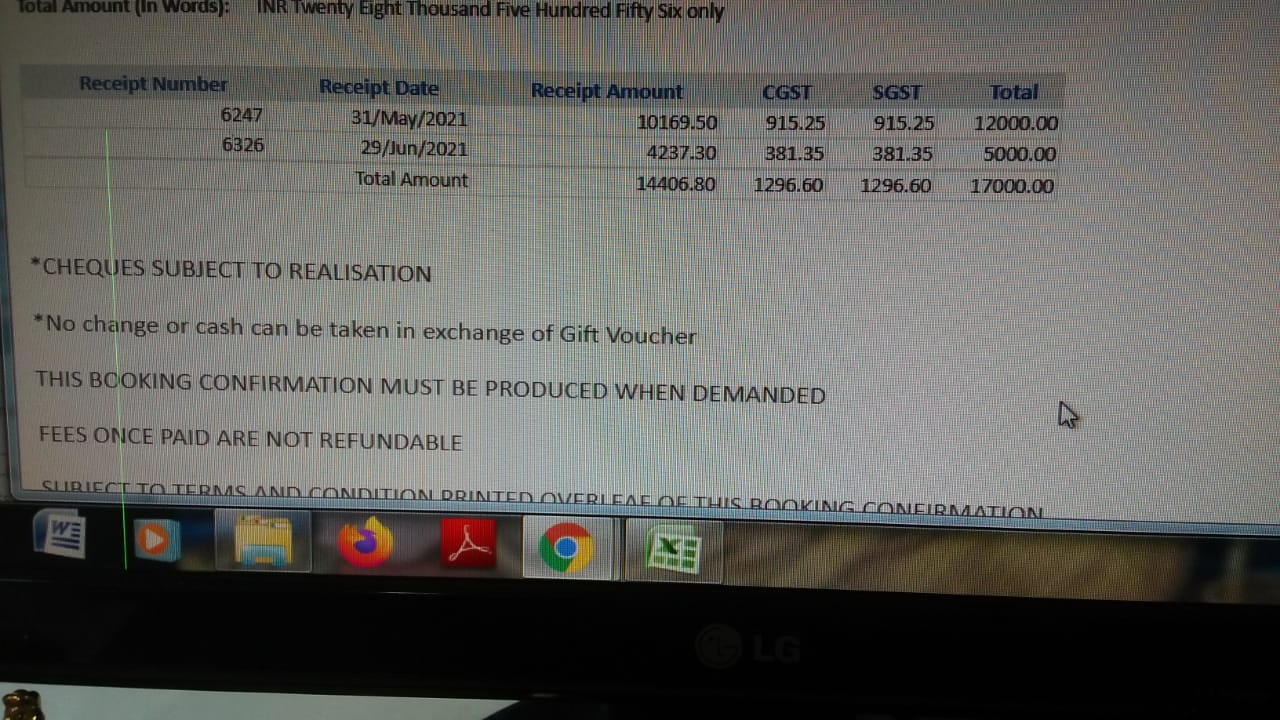 Total Amount (In Words): INR Twenty Eight Thousand Five Hundred Fifty Six only
Receipt Number Receipt Date Receipt Amount CGST SGST Total
6247 31/May/2021 10169.50 915.25 915.25 12000.00
6326 29/Jun/2021 4237.30 381.35 381.35 5000.00
Total Amount 14406.80 1296.60 1296.60 17000.00
*CHEQUES SUBJECT TO REALISATION
*No change or cash can be taken in exchange of Gift Voucher
THIS BOOKING CONFIRMATION MUST BE PRODUCED WHEN DEMANDED
FEES ONCE PAID ARE NOT REFUNDABLE
SUBJECT TO TERMS AND CONDITION PRINTED OVERLEAF OF THIS BOOKING CONFIRMATION
LG